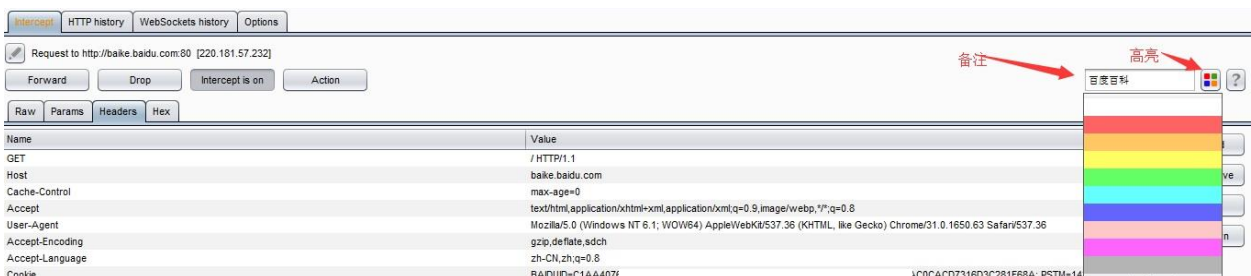 Intercept HTTP history WebSockets history Options
Request to http://baike.baidu.com:80 [220.181.57.232]
备注 高亮
Forward Drop Intercept is on Action 百度百科 ?
Raw Params Headers Hex
Name Value
GET / HTTP/1.1
Host baike.baidu.com
Cache-Control max-age=0
Accept text/html,application/xhtml+xml,application/xml;q=0.9,image/webp,*/*;q=0.8
User-Agent Mozilla/5.0 (Windows NT 6.1; WOW64) AppleWebKit/537.36 (KHTML, like Gecko) Chrome/31.0.1650.63 Safari/537.36
Accept-Encoding gzip,deflate,sdch
Accept-Language zh-CN,zh;q=0.8
Cookie